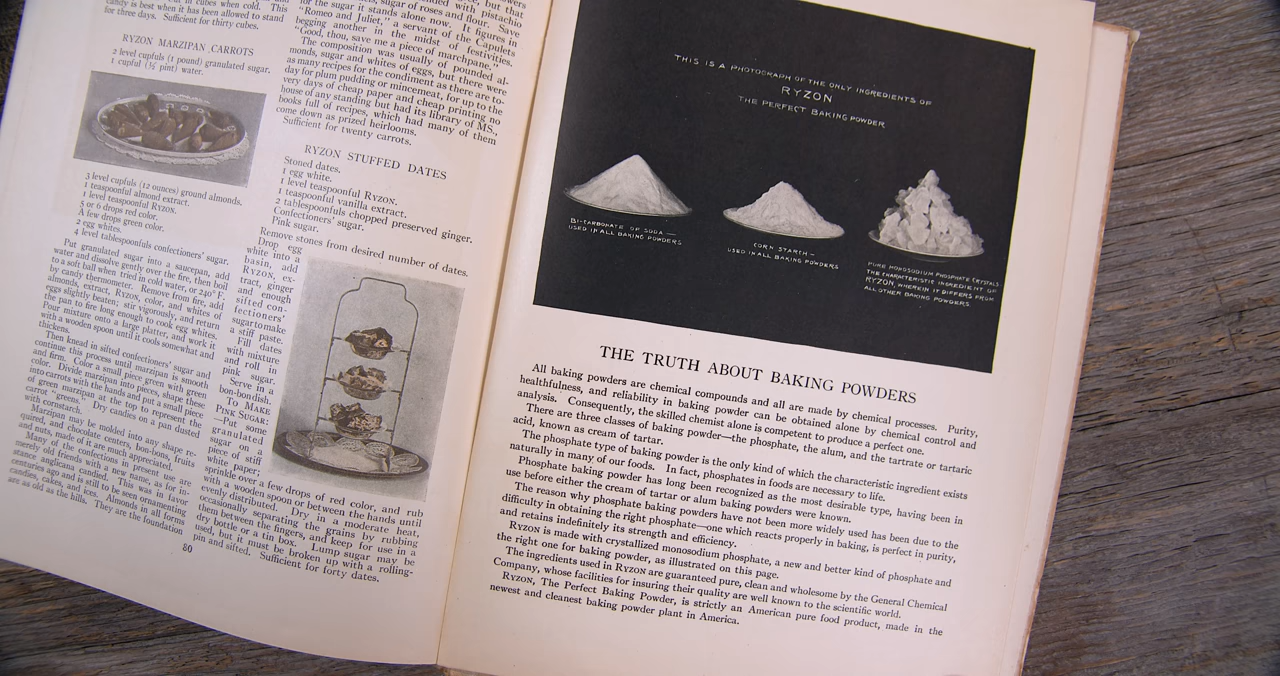 candy is best when it has been allowed to stand
for three days. Sufficient for thirty cubes.
RYZON MARZIPAN CARROTS
2 level cupfuls (1 pound) granulated sugar.
1 cupful (½ pint) water.
3 level cupfuls (12 ounces) ground almonds.
1 teaspoonful almond extract.
1 level teaspoonful RYZON.
5 or 6 drops red color.
A few drops green color.
2 egg whites.
4 level tablespoonfuls confectioners' sugar.
Put granulated sugar into a saucepan, add
water and dissolve gently over the fire, then boil
to a soft ball when tried in cold water, or 240° F.
by candy thermometer. Remove from fire, add
almonds, extract, RYZON, color, and whites of
eggs slightly beaten; stir vigorously, and return
the pan to fire long enough to cook egg whites.
Pour mixture onto a large platter, and work it
with a wooden spoon until it cools somewhat and
thickens.
Then knead in sifted confectioners' sugar and
continue this process until marzipan is smooth
and firm. Color a small piece green with green
color. Divide marzipan into pieces, shape these
into carrots with the hands and put a small piece
of green marzipan at the top to represent the
carrot "greens." Dry candies on a pan dusted
with cornstarch.
Marzipan may be molded into any shape re-
quired, and chocolate centers, bon-bons, fruits
and nuts, made of it are much appreciated.
Many of the confections in present use are
merely old friends with a new name, as for in-
stance anglicana candied. This was in favor
centuries ago and is still to be seen ornamenting
candies, cakes, and ices. Almonds in all forms
are as old as the hills. They are the foundation
80
for the sugar it stands alone now. It figures in
"Romeo and Juliet," a servant of the Capulets
begging another in the midst of festivities.
"Good, thou, save me a piece of marchpane."
The composition was usually of pounded al-
monds, sugar and whites of eggs, but there were
as many recipes for the condiment as there are to-
day for plum pudding or mincemeat, for up to the
very days of cheap paper and cheap printing no
house of any standing but had its library of MS.,
books full of recipes, which had many of them
come down as prized heirlooms.
Sufficient for twenty carrots.
RYZON STUFFED DATES
Stoned dates.
1 egg white.
1 level teaspoonful RYZON.
1 teaspoonful vanilla extract.
2 tablespoonfuls chopped preserved ginger.
Confectioners' sugar.
Pink sugar.
Remove stones from desired number of dates.
Drop egg
white into a
basin, add
RYZON, ex-
tract, ginger
and enough
sifted con-
fectioners'
sugar to make
a stiff paste.
Fill dates
with mixture
and roll in
pink sugar.
Serve in a
bon-bon dish.
TO MAKE
PINK SUGAR:
—Put some
granulated
sugar on a
piece of stiff
white paper;
sprinkle over a few drops of red color, and rub
with a wooden spoon or between the hands until
evenly distributed. Dry in a moderate heat,
occasionally separating the grains by rubbing
them between the fingers, and keep for use in a
dry bottle or a tin box. Lump sugar may be
used, but it must be broken up with a rolling-
pin and sifted. Sufficient for forty dates.
THIS IS A PHOTOGRAPH OF THE ONLY INGREDIENTS OF
RYZON
THE PERFECT BAKING POWDER
BI-CARBONATE OF SODA —
USED IN ALL BAKING POWDERS
CORN STARCH —
USED IN ALL BAKING POWDERS
PURE MONOSODIUM PHOSPHATE CRYSTALS
THE CHARACTERISTIC INGREDIENT OF
RYZON, WHEREIN IT DIFFERS FROM
ALL OTHER BAKING POWDERS.
THE TRUTH ABOUT BAKING POWDERS
All baking powders are chemical compounds and all are made by chemical processes. Purity,
healthfulness, and reliability in baking powder can be obtained alone by chemical control and
analysis. Consequently, the skilled chemist alone is competent to produce a perfect one.
There are three classes of baking powder—the phosphate, the alum, and the tartrate or tartaric
acid, known as cream of tartar.
The phosphate type of baking powder is the only kind of which the characteristic ingredient exists
naturally in many of our foods. In fact, phosphates in foods are necessary to life.
Phosphate baking powder has long been recognized as the most desirable type, having been in
use before either the cream of tartar or alum baking powders were known.
The reason why phosphate baking powders have not been more widely used has been due to the
difficulty in obtaining the right phosphate—one which reacts properly in baking, is perfect in purity,
and retains indefinitely its strength and efficiency.
RYZON is made with crystallized monosodium phosphate, a new and better kind of phosphate and
the right one for baking powder, as illustrated on this page.
The ingredients used in RYZON are guaranteed pure, clean and wholesome by the General Chemical
Company, whose facilities for insuring their quality are well known to the scientific world.
RYZON, The Perfect Baking Powder, is strictly an American pure food product, made in the
newest and cleanest baking powder plant in America.